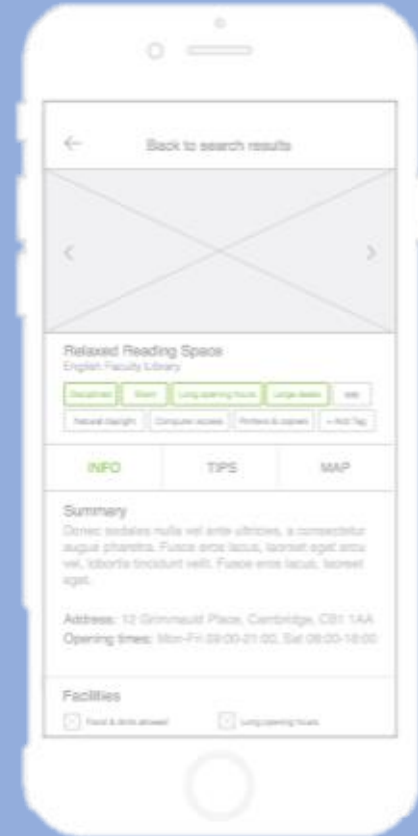 Back to search results
Relaxed Reading Space
English Faculty Library
Disciplined Silent Long opening hours Large desks
Natural daylight Computer access Printers & copiers + Add Tag
INFO TIPS MAP
Summary
Donec sodales nulla vel ante ultricies, a consectetur
augue pharetra. Fusce eros lacus, laoreet eget arcu
vel, lobortis tincidunt velit. Fusce eros lacus, laoreet
eget.
Address: 12 Grimmauld Place, Cambridge, CB1 1AA
Opening times: Mon-Fri 09:00-21:00, Sat 09:00-18:00
Facilities
Food & drink allowed Long opening hours